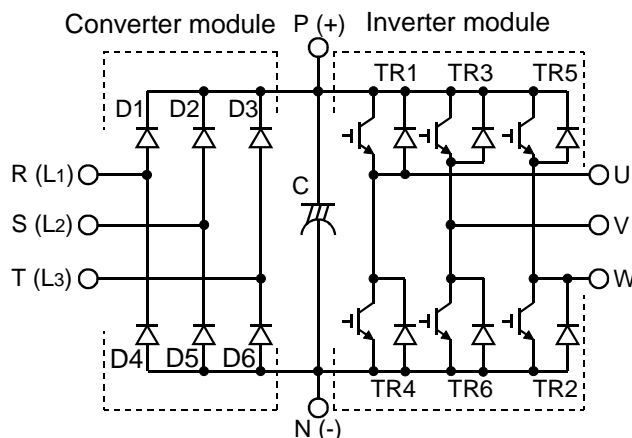 Converter module
P (+)
Inverter module
TR1
TR3
TR5
D1
D2
D3
R (L1)
C
U
S (L2)
V
T (L3)
W
D4
D5
D6
TR4
TR6
TR2
N (-)